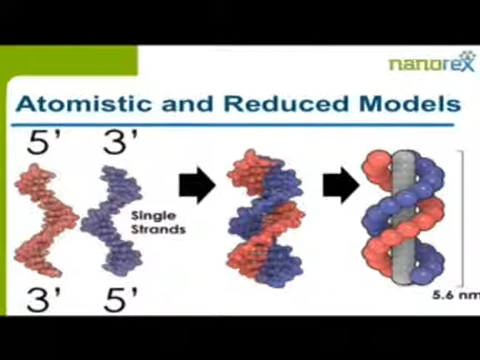 nanorex
Atomistic and Reduced Models
5' 3'
Single
Strands
3' 5'
5.6 nm